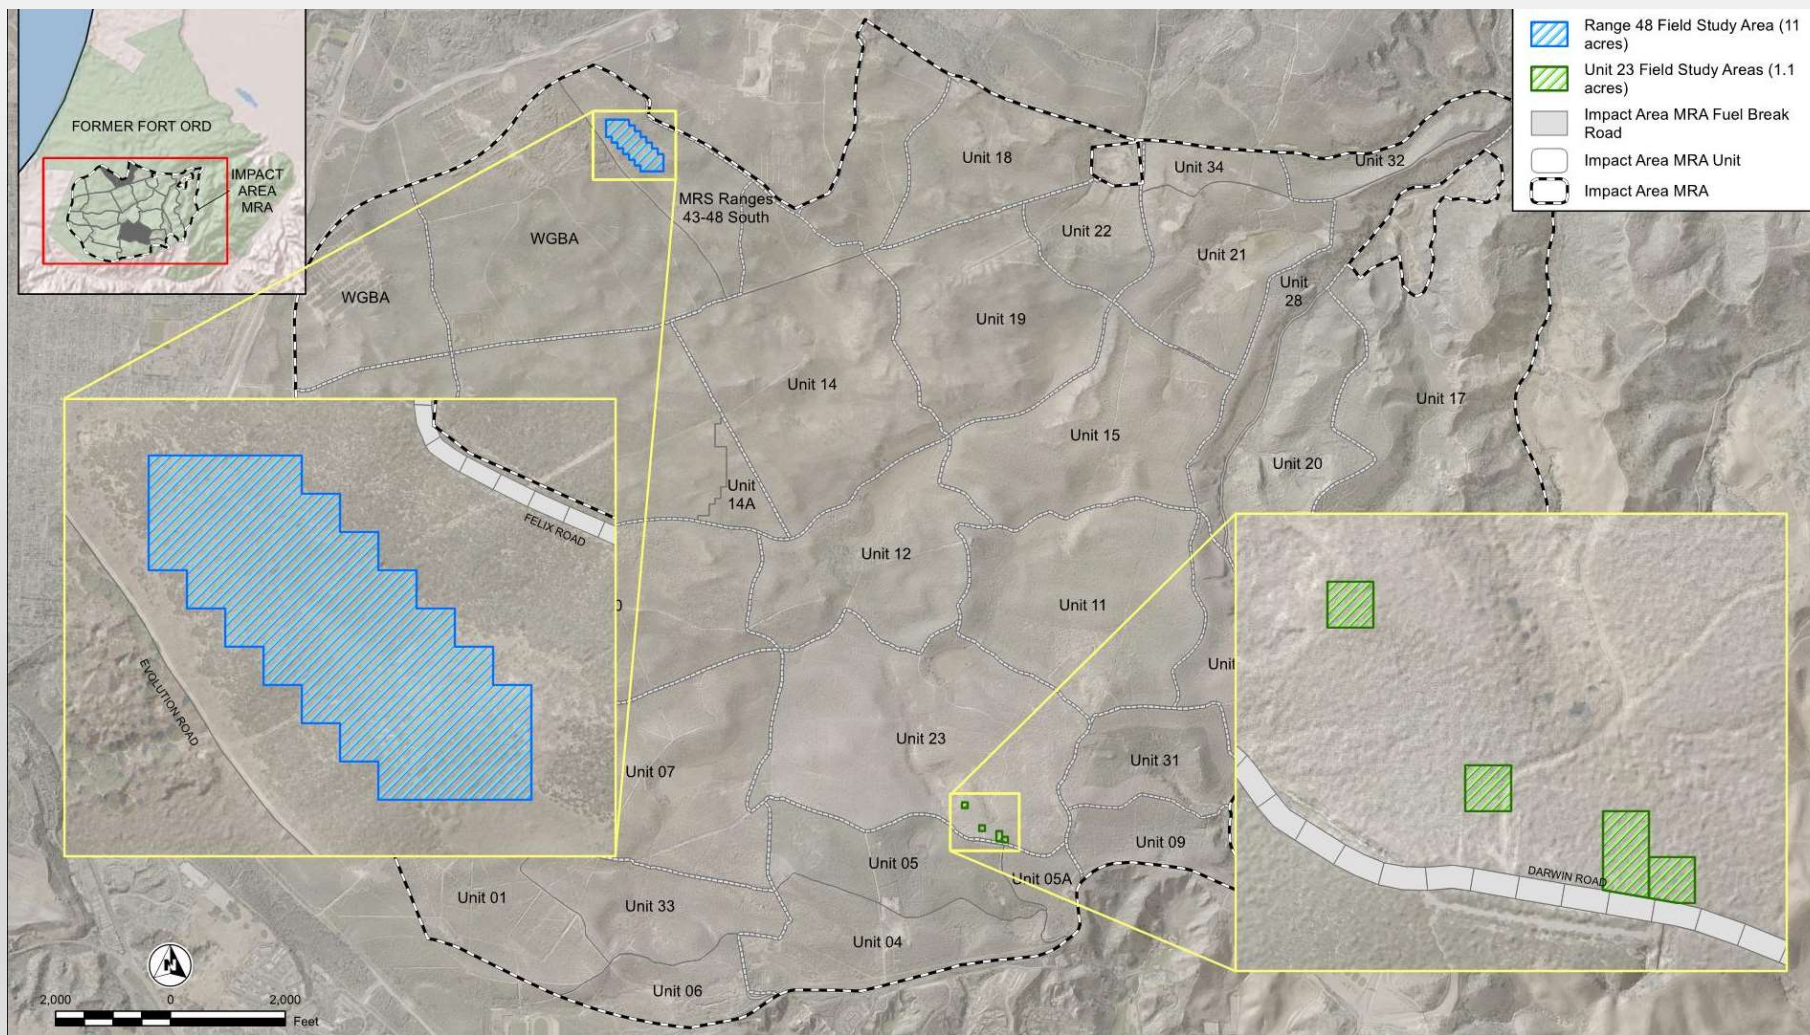 Range 48 Field Study Area (11
acres)
Unit 23 Field Study Areas (1.1
acres)
Impact Area MRA Fuel Break
Road
Impact Area MRA Unit
Impact Area MRA
FORMER FORT ORD
IMPACT
AREA
MRA
Unit 18
Unit 34
Unit 32
MRS Ranges
43-48 South
WGBA
Unit 22
Unit 21
WGBA
Unit
28
Unit 19
Unit 14
Unit 17
Unit 15
Unit 20
Unit
14A
FELIX ROAD
Unit 12
Unit 11
0
EVOLUTION ROAD
Unit
Unit 23
Unit 31
Unit 07
Unit 09
Unit 05
Unit 05A
DARWIN ROAD
Unit 01
Unit 33
Unit 04
Unit 06
N
2,000
0
2,000
Feet